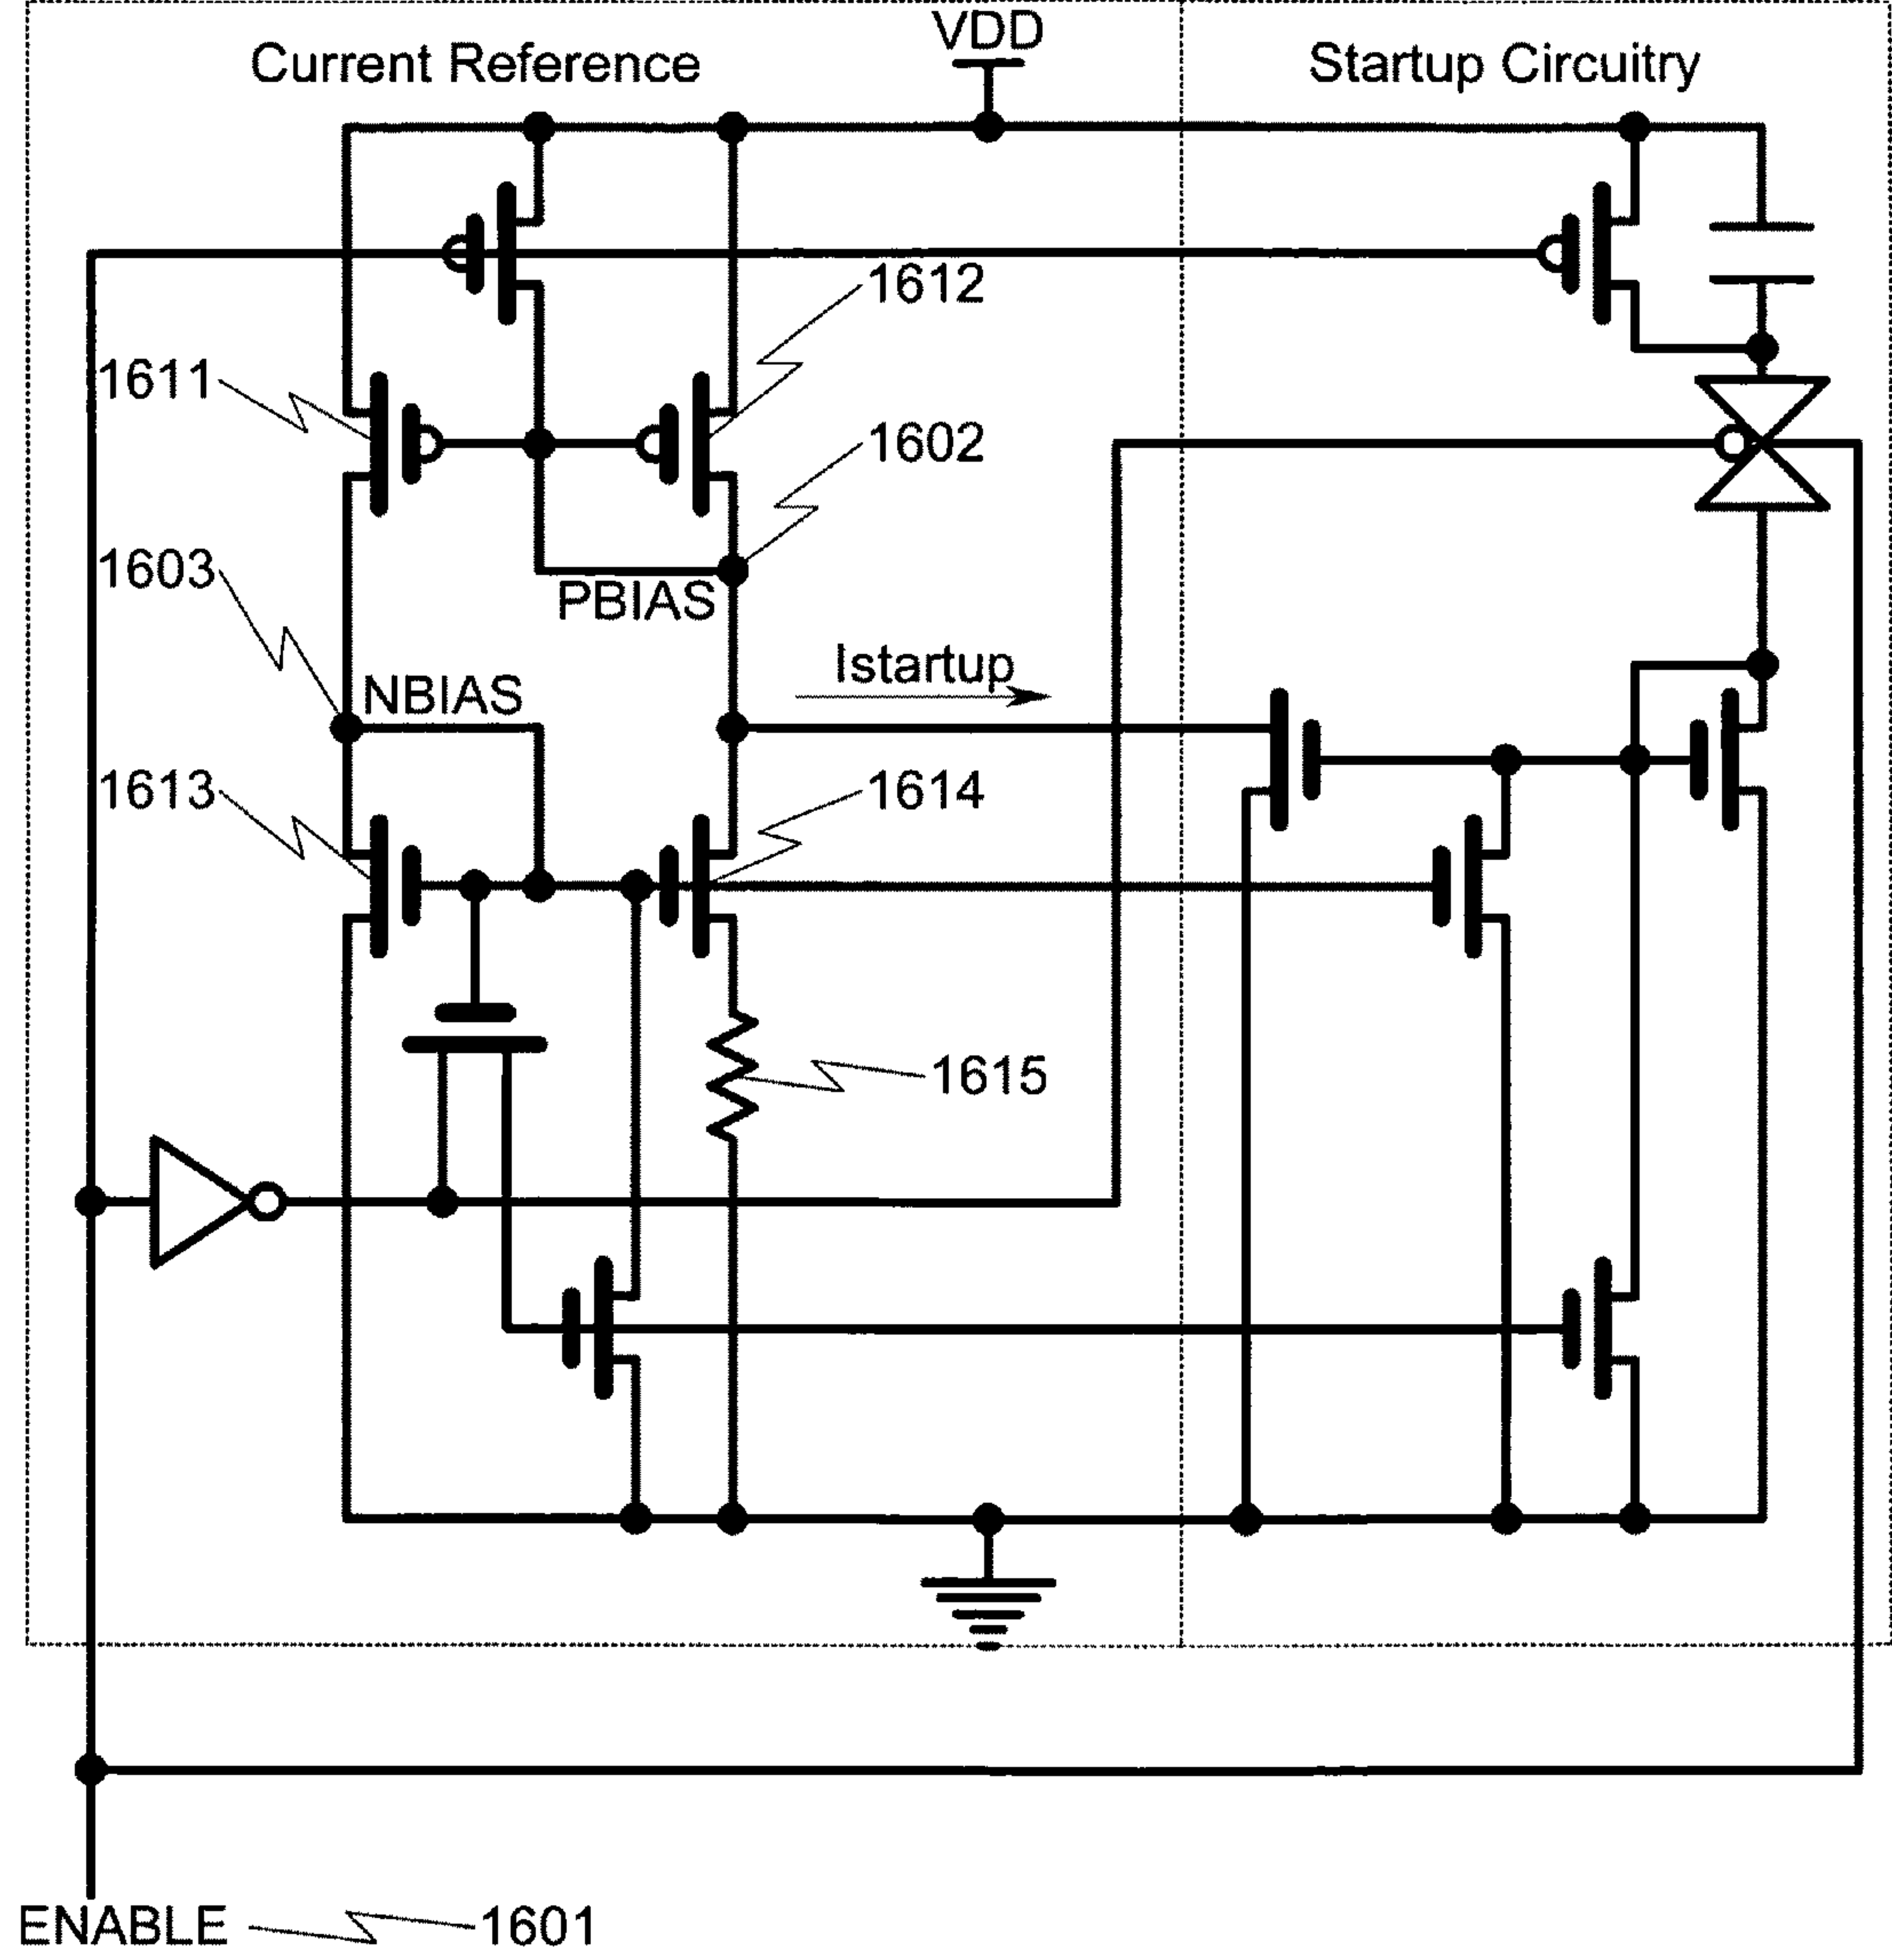 VDD
Current Reference
Startup Circuitry
1612
1611
1602
1603
PBIAS
Istartup
NBIAS
1613
1614
1615
ENABLE
1601